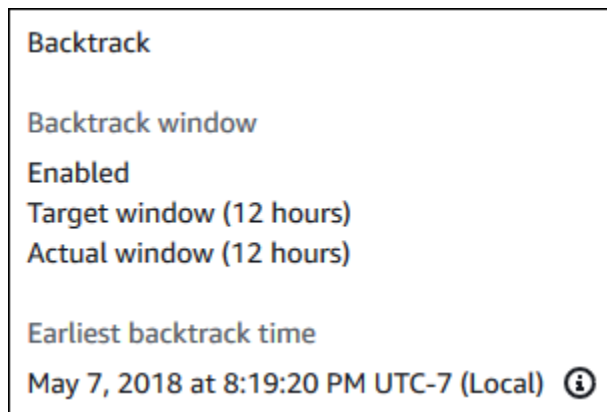 Backtrack
Backtrack window
Enabled
Target window (12 hours)
Actual window (12 hours)
Earliest backtrack time
May 7, 2018 at 8:19:20 PM UTC-7 (Local)